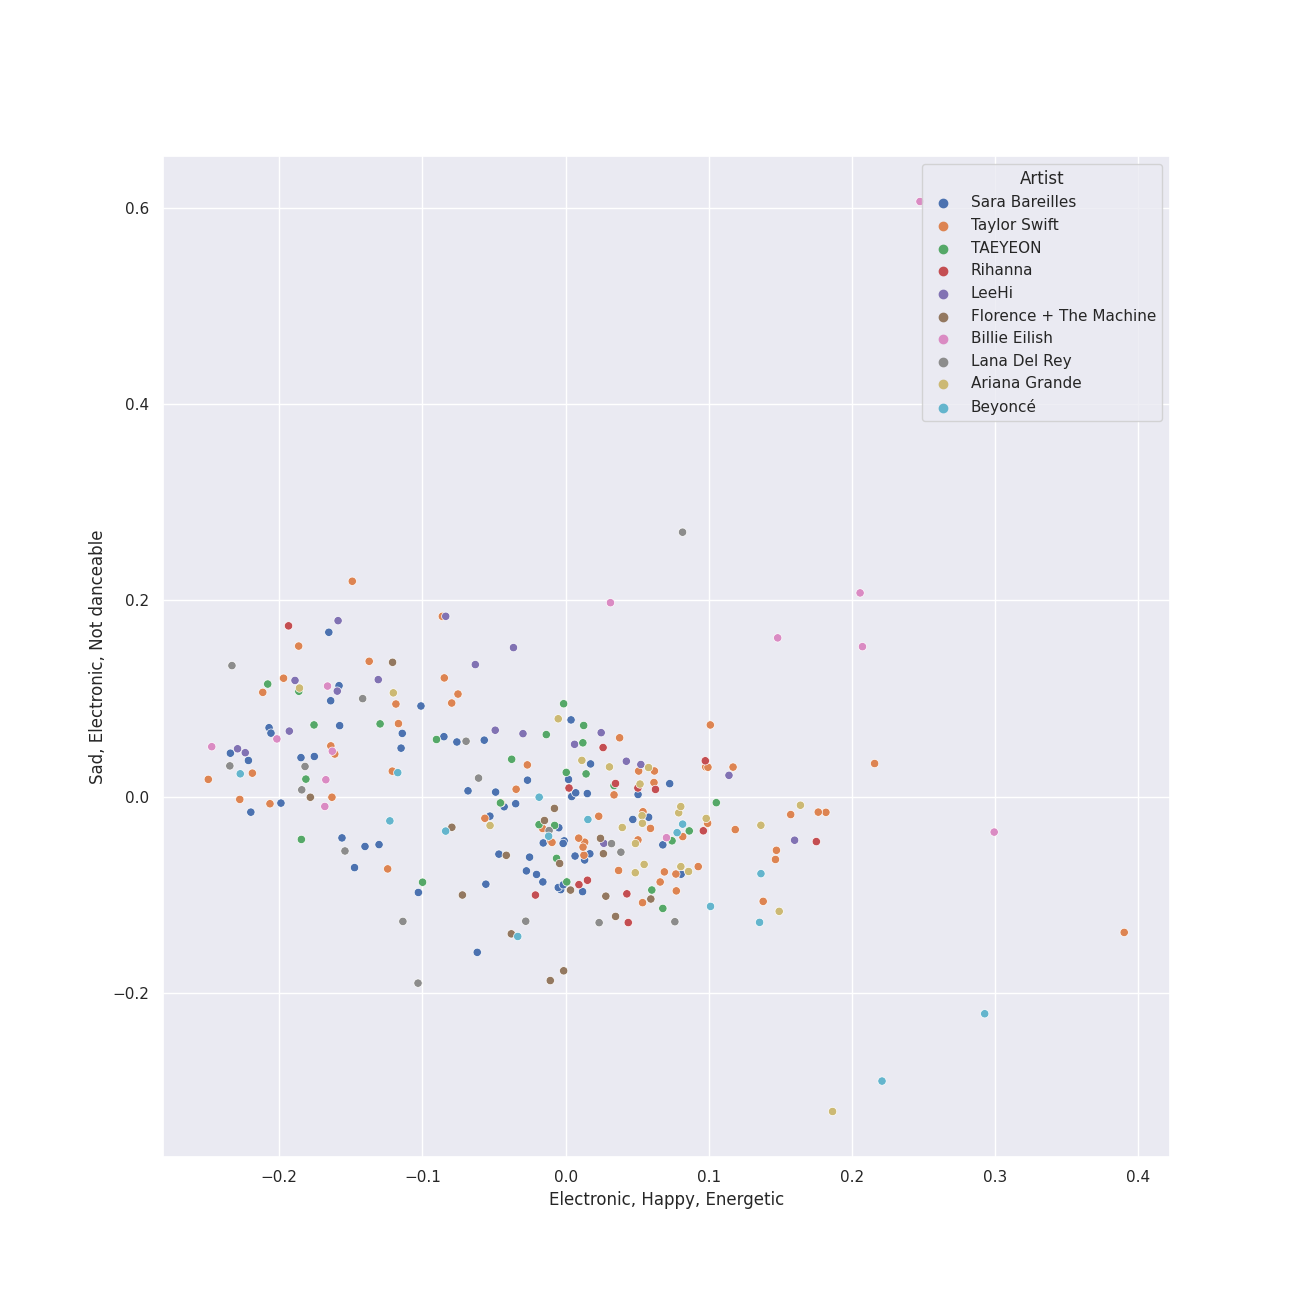 Artist
Sara Bareilles
Taylor Swift
TAEYEON
Rihanna
LeeHi
Florence + The Machine
Billie Eilish
Lana Del Rey
Ariana Grande
Beyoncé
0.6
0.4
0.2
0.0
−0.2
Sad, Electronic, Not danceable
−0.2 −0.1 0.0 0.1 0.2 0.3 0.4
Electronic, Happy, Energetic